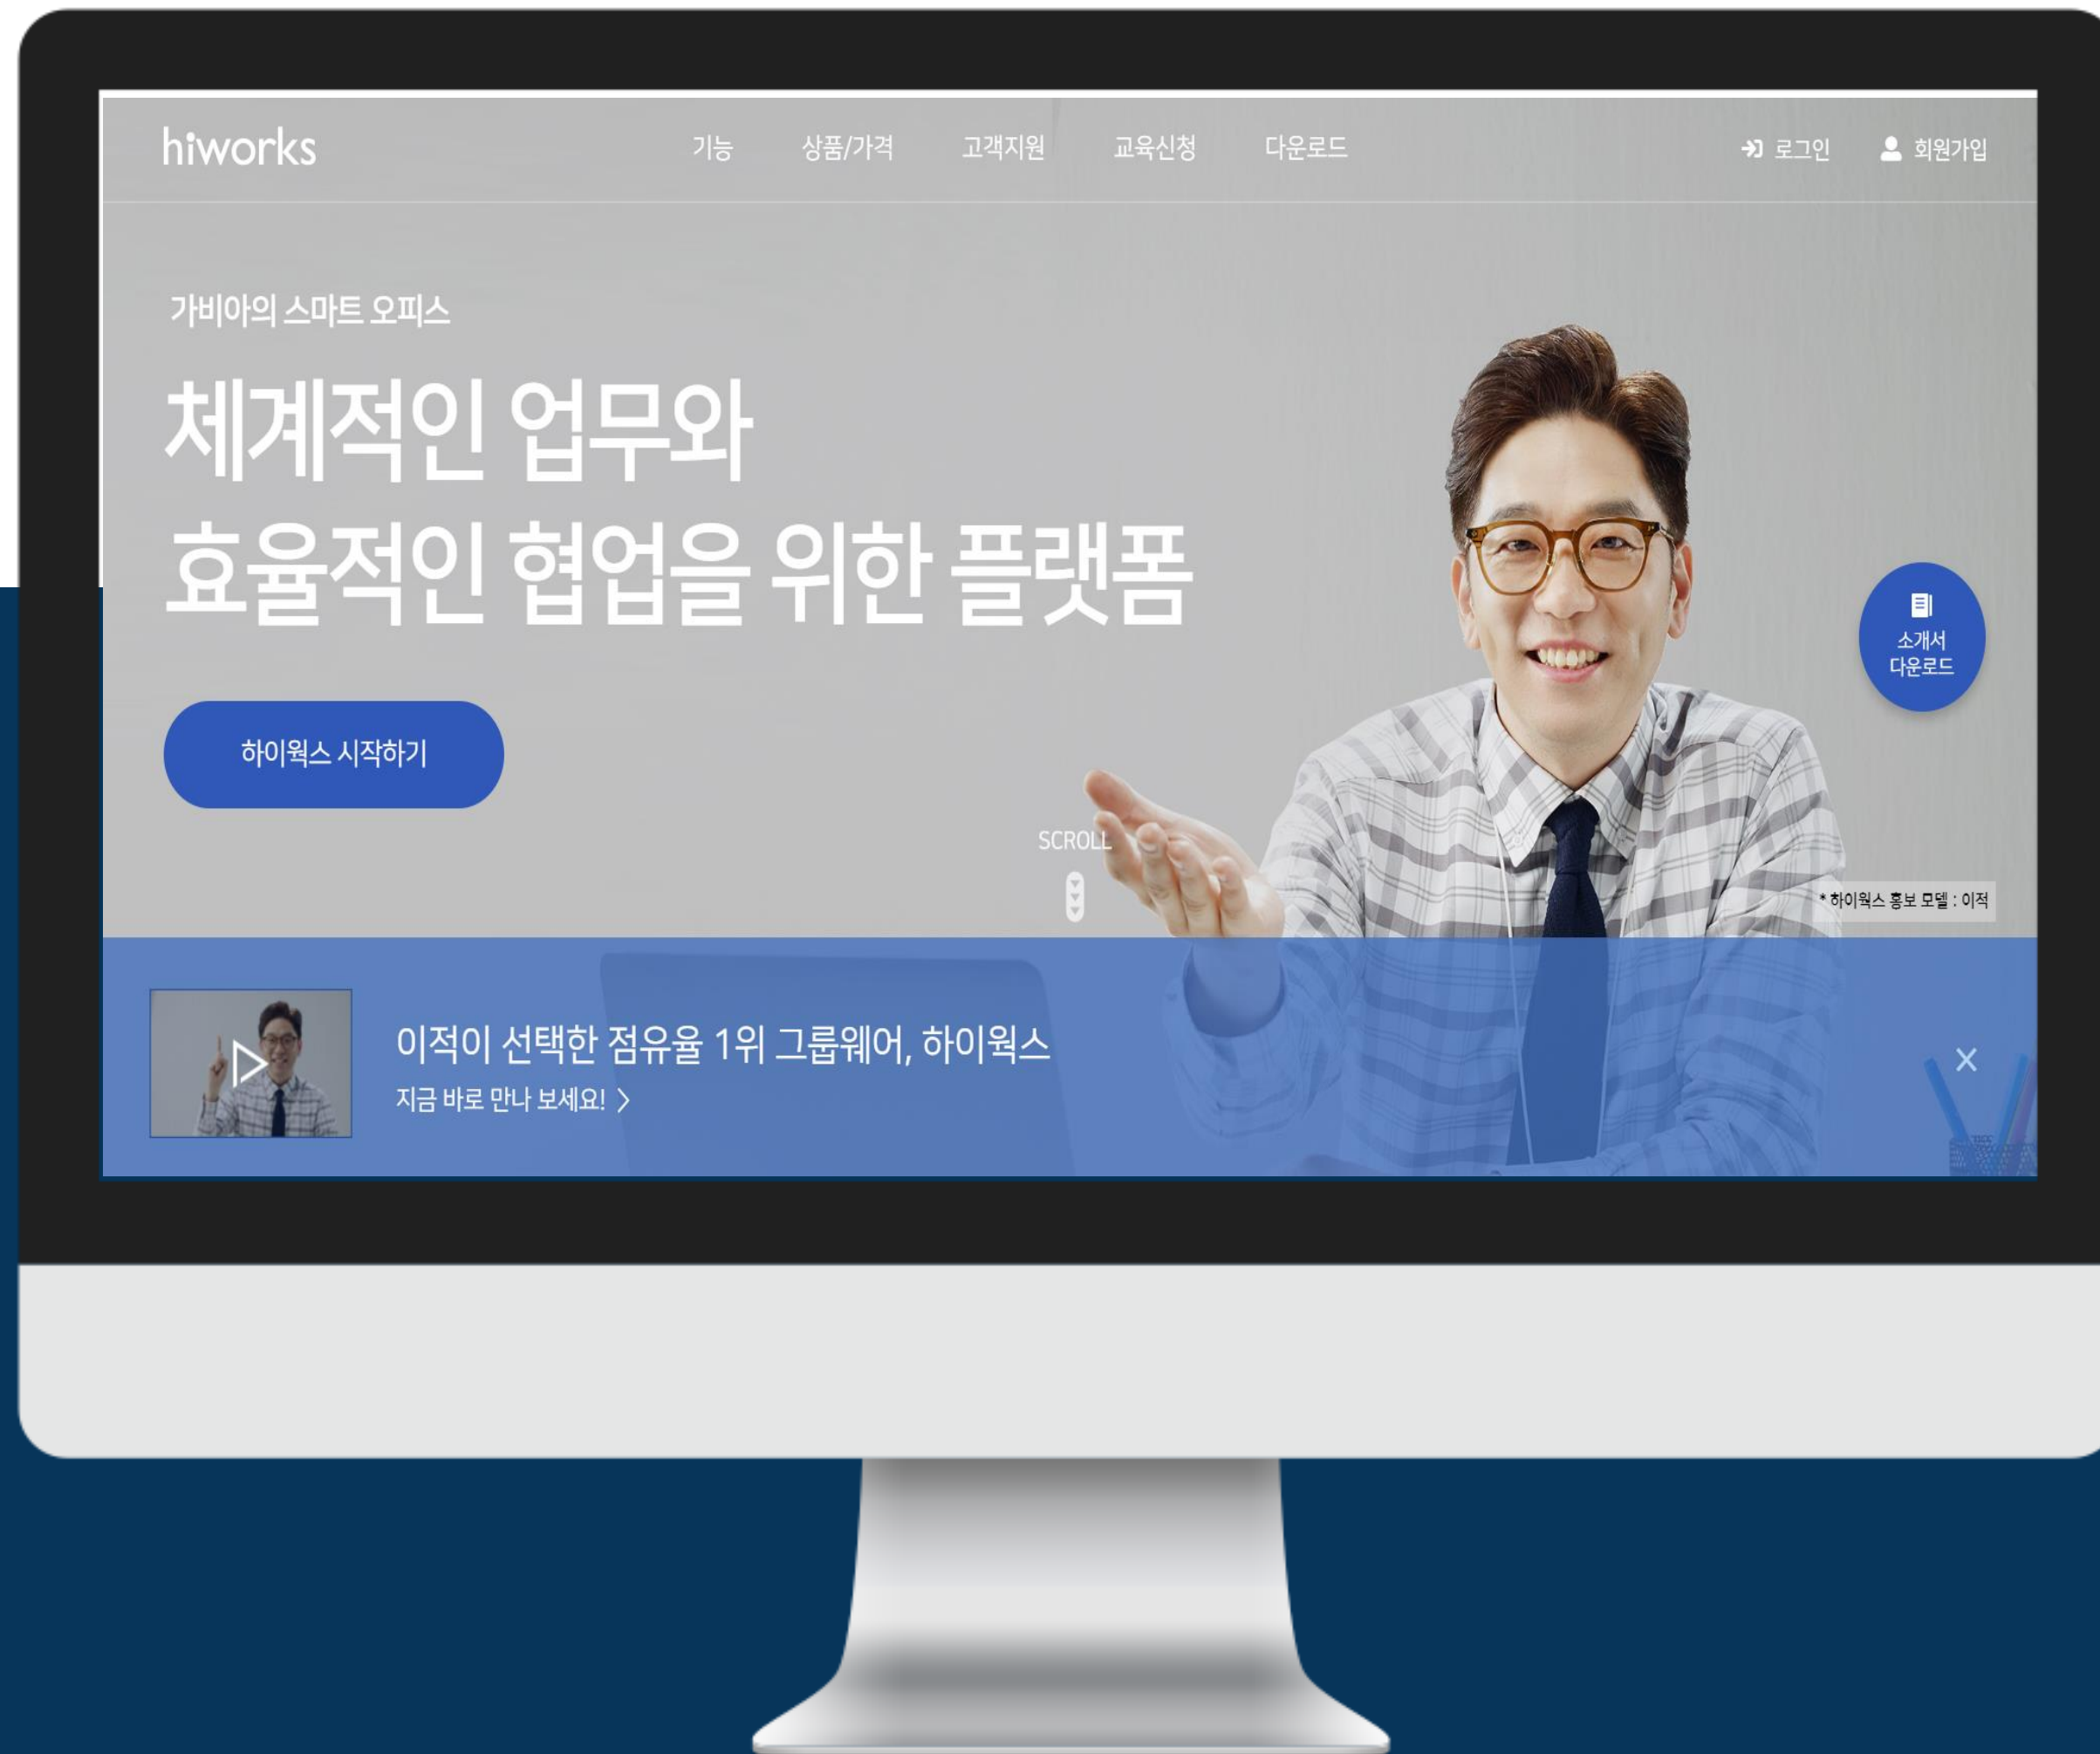 hiworks
기능 상품/가격 고객지원 교육신청 다운로드
로그인 회원가입
가비아의 스마트 오피스
체계적인 업무와
효율적인 협업을 위한 플랫폼
소개서
다운로드
하이웍스 시작하기
SCROLL
* 하이웍스 홍보 모델 : 이적
이적이 선택한 점유율 1위 그룹웨어, 하이웍스
지금 바로 만나 보세요! >
X